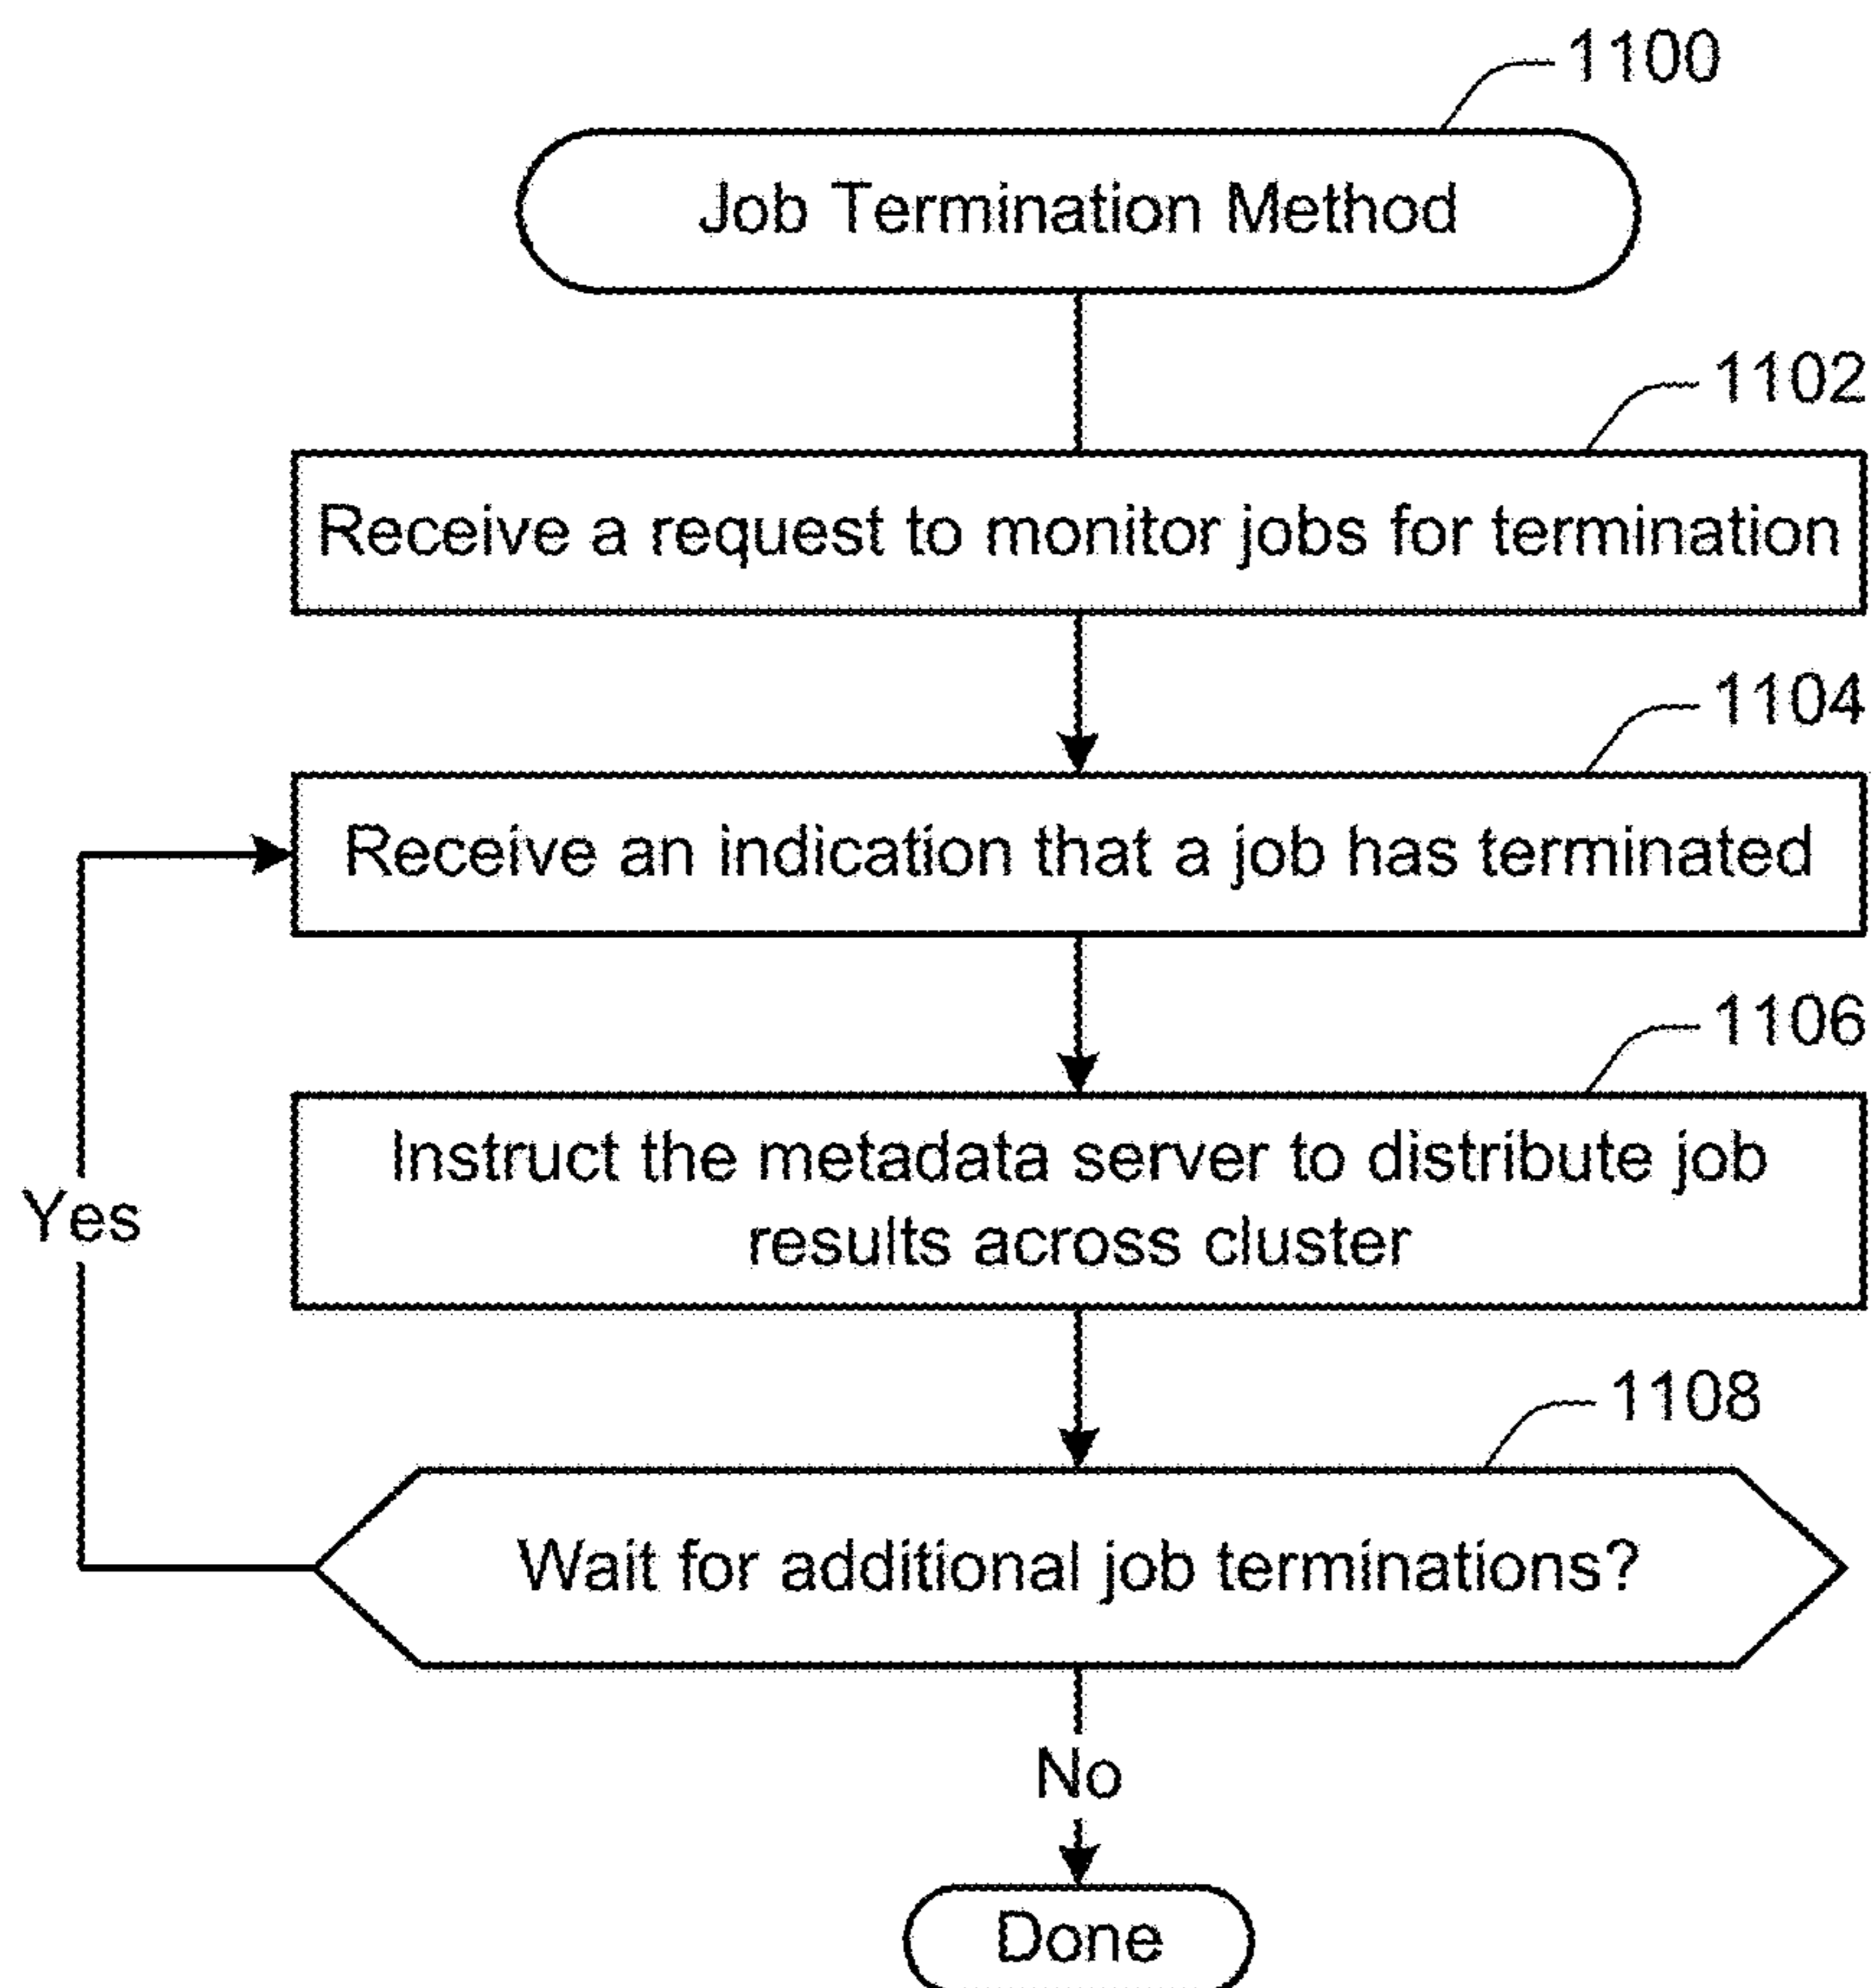 1100
Job Termination Method
1102
Receive a request to monitor jobs for termination
1104
Receive an indication that a job has terminated
1106
Instruct the metadata server to distribute job
results across cluster
Yes
1108
Wait for additional job terminations?
No
Done